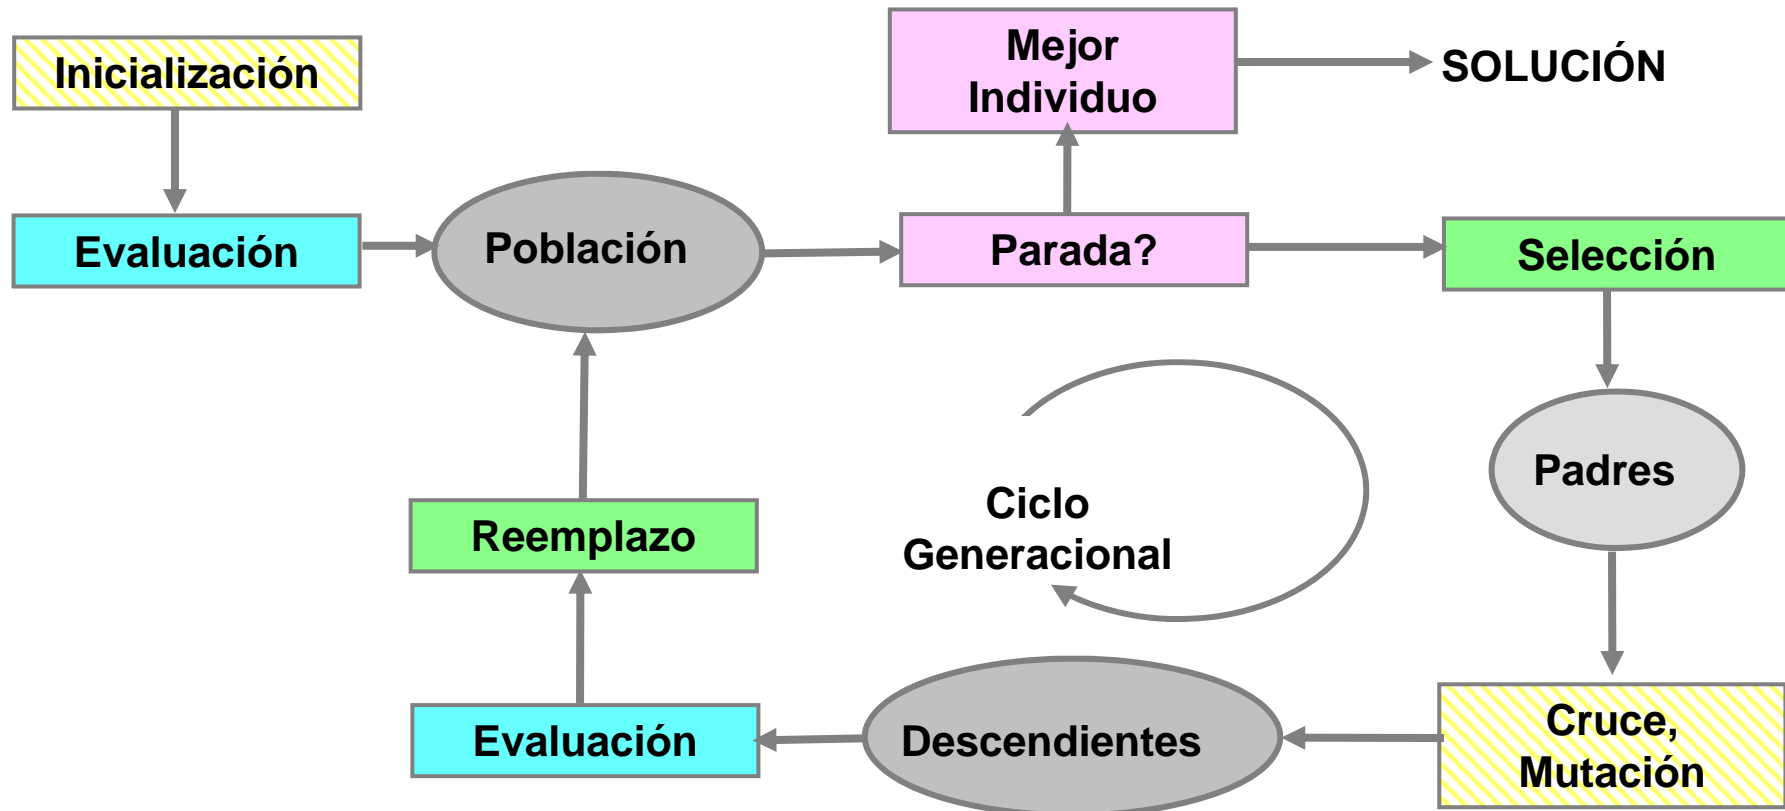 Inicialización
Mejor
Individuo
SOLUCIÓN
Evaluación
Población
Parada?
Selección
Padres
Ciclo
Generacional
Reemplazo
Evaluación
Descendientes
Cruce,
Mutación